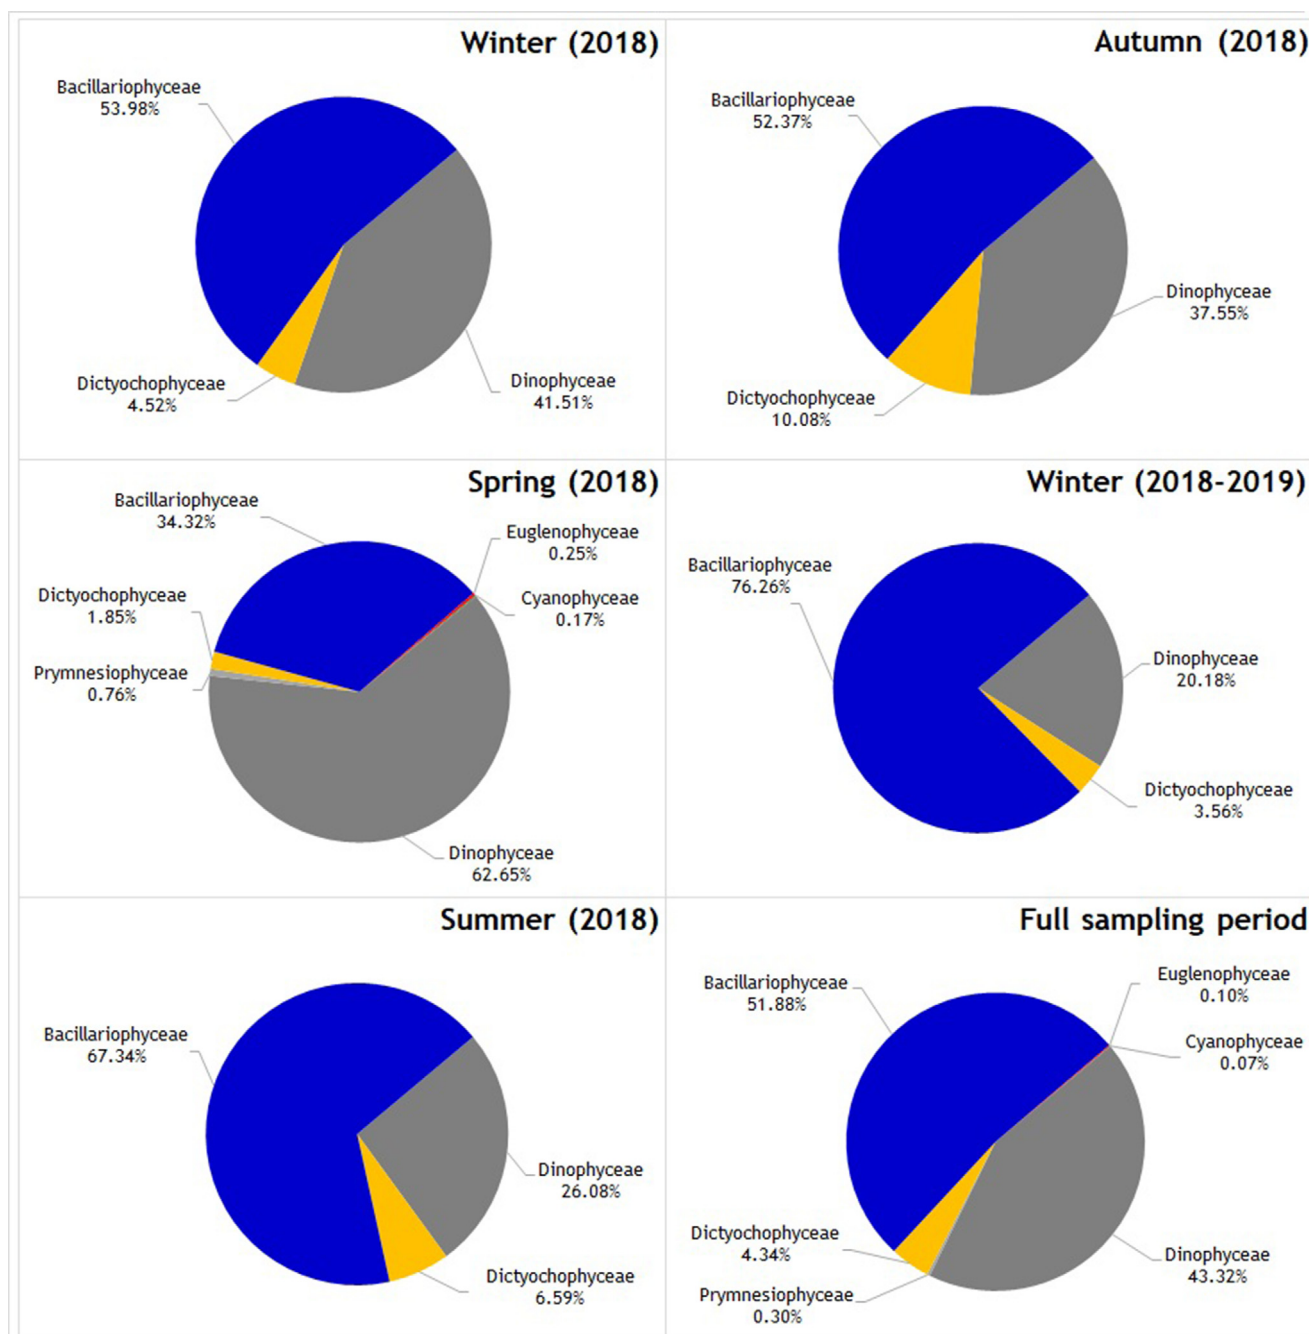 Winter (2018)
Bacillariophyceae
53.98%
Dictyochophyceae
4.52%
Dinophyceae
41.51%
Autumn (2018)
Bacillariophyceae
52.37%
Dinophyceae
37.55%
Dictyochophyceae
10.08%
Spring (2018)
Bacillariophyceae
34.32%
Euglenophyceae
0.25%
Dictyochophyceae
1.85%
Cyanophyceae
0.17%
Prymnesiophyceae
0.76%
Dinophyceae
62.65%
Winter (2018-2019)
Bacillariophyceae
76.26%
Dinophyceae
20.18%
Dictyochophyceae
3.56%
Summer (2018)
Bacillariophyceae
67.34%
Dinophyceae
26.08%
Dictyochophyceae
6.59%
Full sampling period
Euglenophyceae
0.10%
Bacillariophyceae
51.88%
Cyanophyceae
0.07%
Dictyochophyceae
4.34%
Dinophyceae
43.32%
Prymnesiophyceae
0.30%